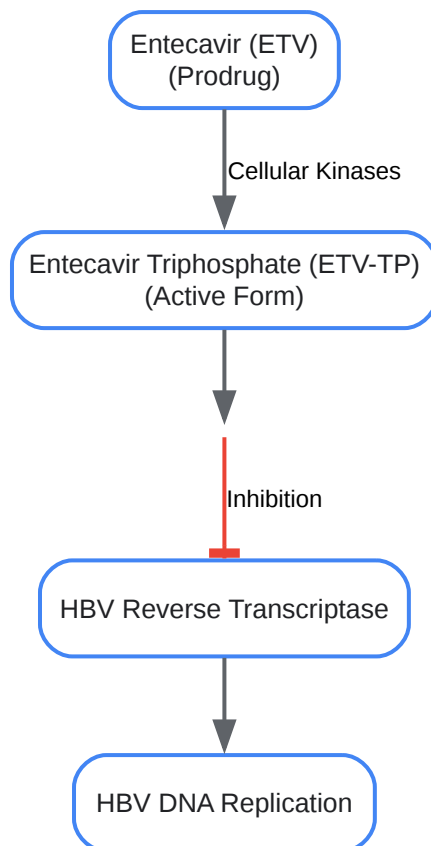 Entecavir (ETV)
(Prodrug)
Cellular Kinases
Entecavir Triphosphate (ETV-TP)
(Active Form)
Inhibition
HBV Reverse Transcriptase
HBV DNA Replication